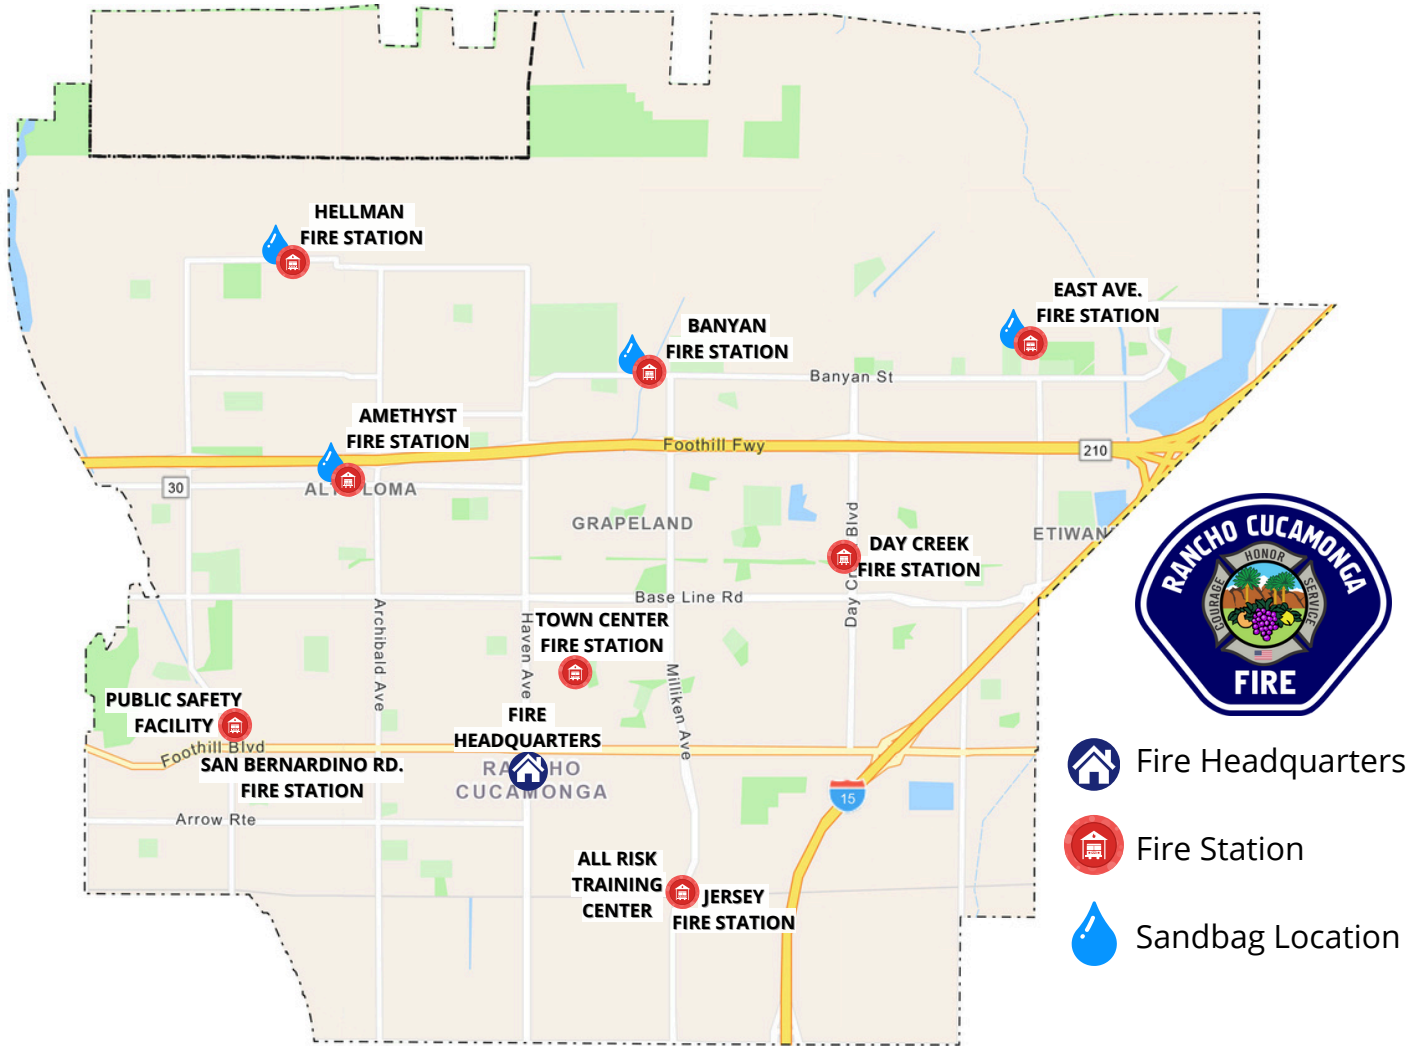 HELLMAN
FIRE STATION
EAST AVE.
FIRE STATION
BANYAN
FIRE STATION
Banyan St
AMETHYST
FIRE STATION
Foothill Fwy
210
30
ALTA LOMA
GRAPELAND
ETIWAN
Day Creek Blvd
DAY CREEK
FIRE STATION
Base Line Rd
Archibald Ave
Haven Ave
TOWN CENTER
FIRE STATION
Milliken Ave
PUBLIC SAFETY
FACILITY
Foothill Blvd
SAN BERNARDINO RD.
FIRE STATION
FIRE
HEADQUARTERS
RANCHO
CUCAMONGA
15
Arrow Rte
ALL RISK
TRAINING
CENTER
JERSEY
FIRE STATION
RANCHO CUCAMONGA
HONOR
COURAGE
SERVICE
FIRE
Fire Headquarters
Fire Station
Sandbag Location